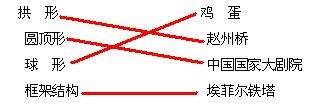 拱 形 鸡 蛋
圆顶形 赵州桥
球 形 中国国家大剧院
框架结构 埃菲尔铁塔